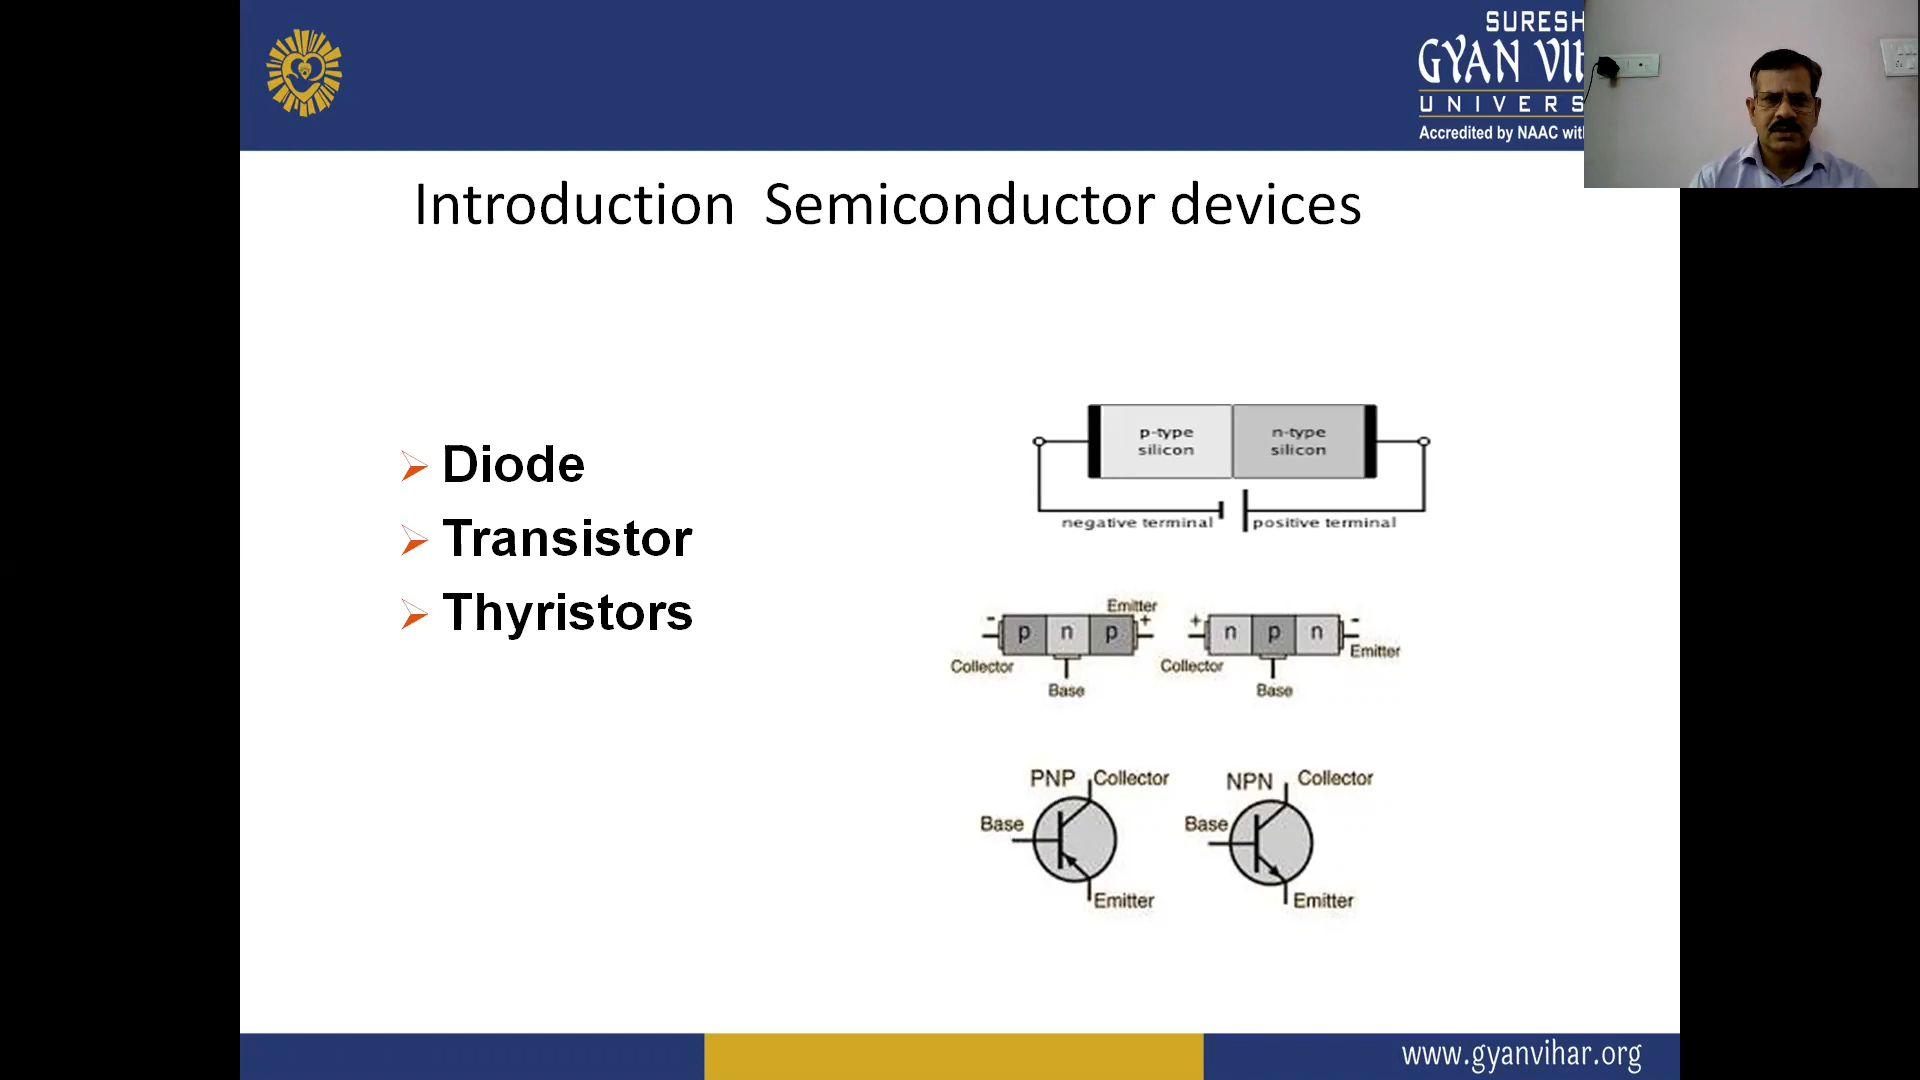 SURESH
GYAN VIH
UNIVERS
Accredited by NAAC with
Introduction Semiconductor devices
Diode
Transistor
Thyristors
p-type silicon
n-type silicon
negative terminal
positive terminal
Emitter
- p n p +
Collector
Base
+ n p n -
Collector
Emitter
Base
PNP Collector
Base
Emitter
NPN Collector
Base
Emitter
www.gyanvihar.org